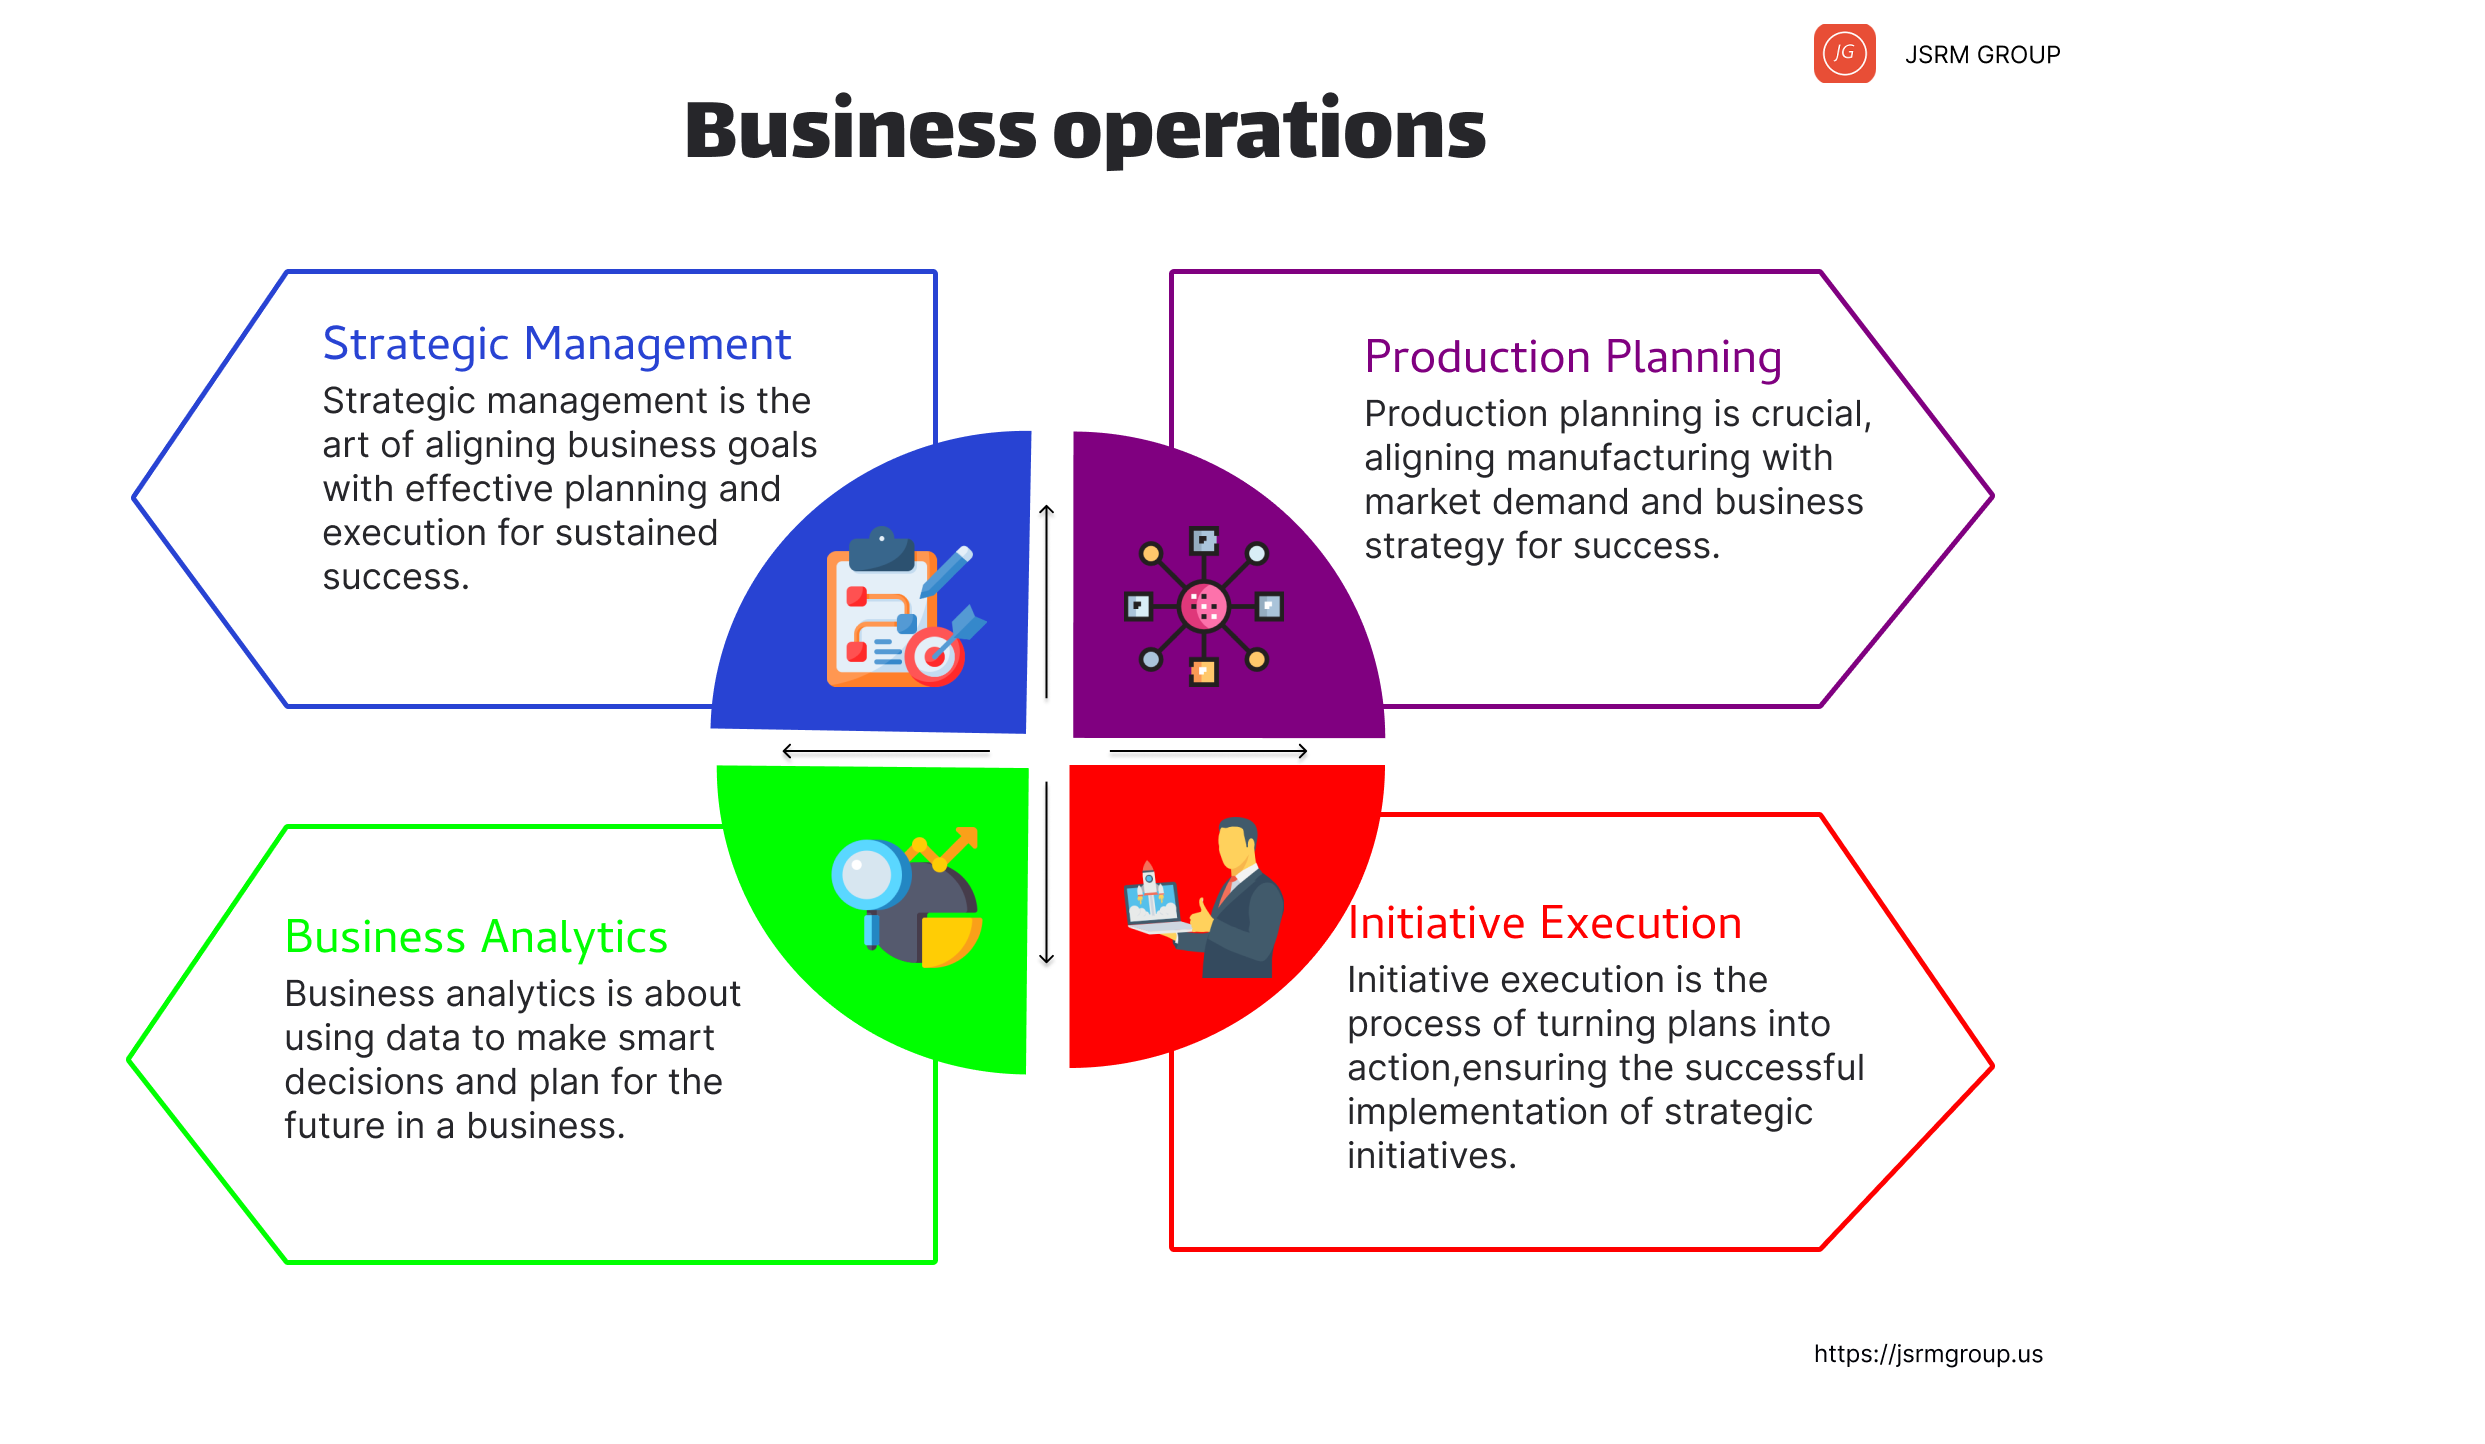 JG
JSRM GROUP
Business operations
Strategic Management
Strategic management is the
art of aligning business goals
with effective planning and
execution for sustained
success.
Production Planning
Production planning is crucial,
aligning manufacturing with
market demand and business
strategy for success.
Business Analytics
Business analytics is about
using data to make smart
decisions and plan for the
future in a business.
Initiative Execution
Initiative execution is the
process of turning plans into
action,ensuring the successful
implementation of strategic
initiatives.
https://jsrmgroup.us